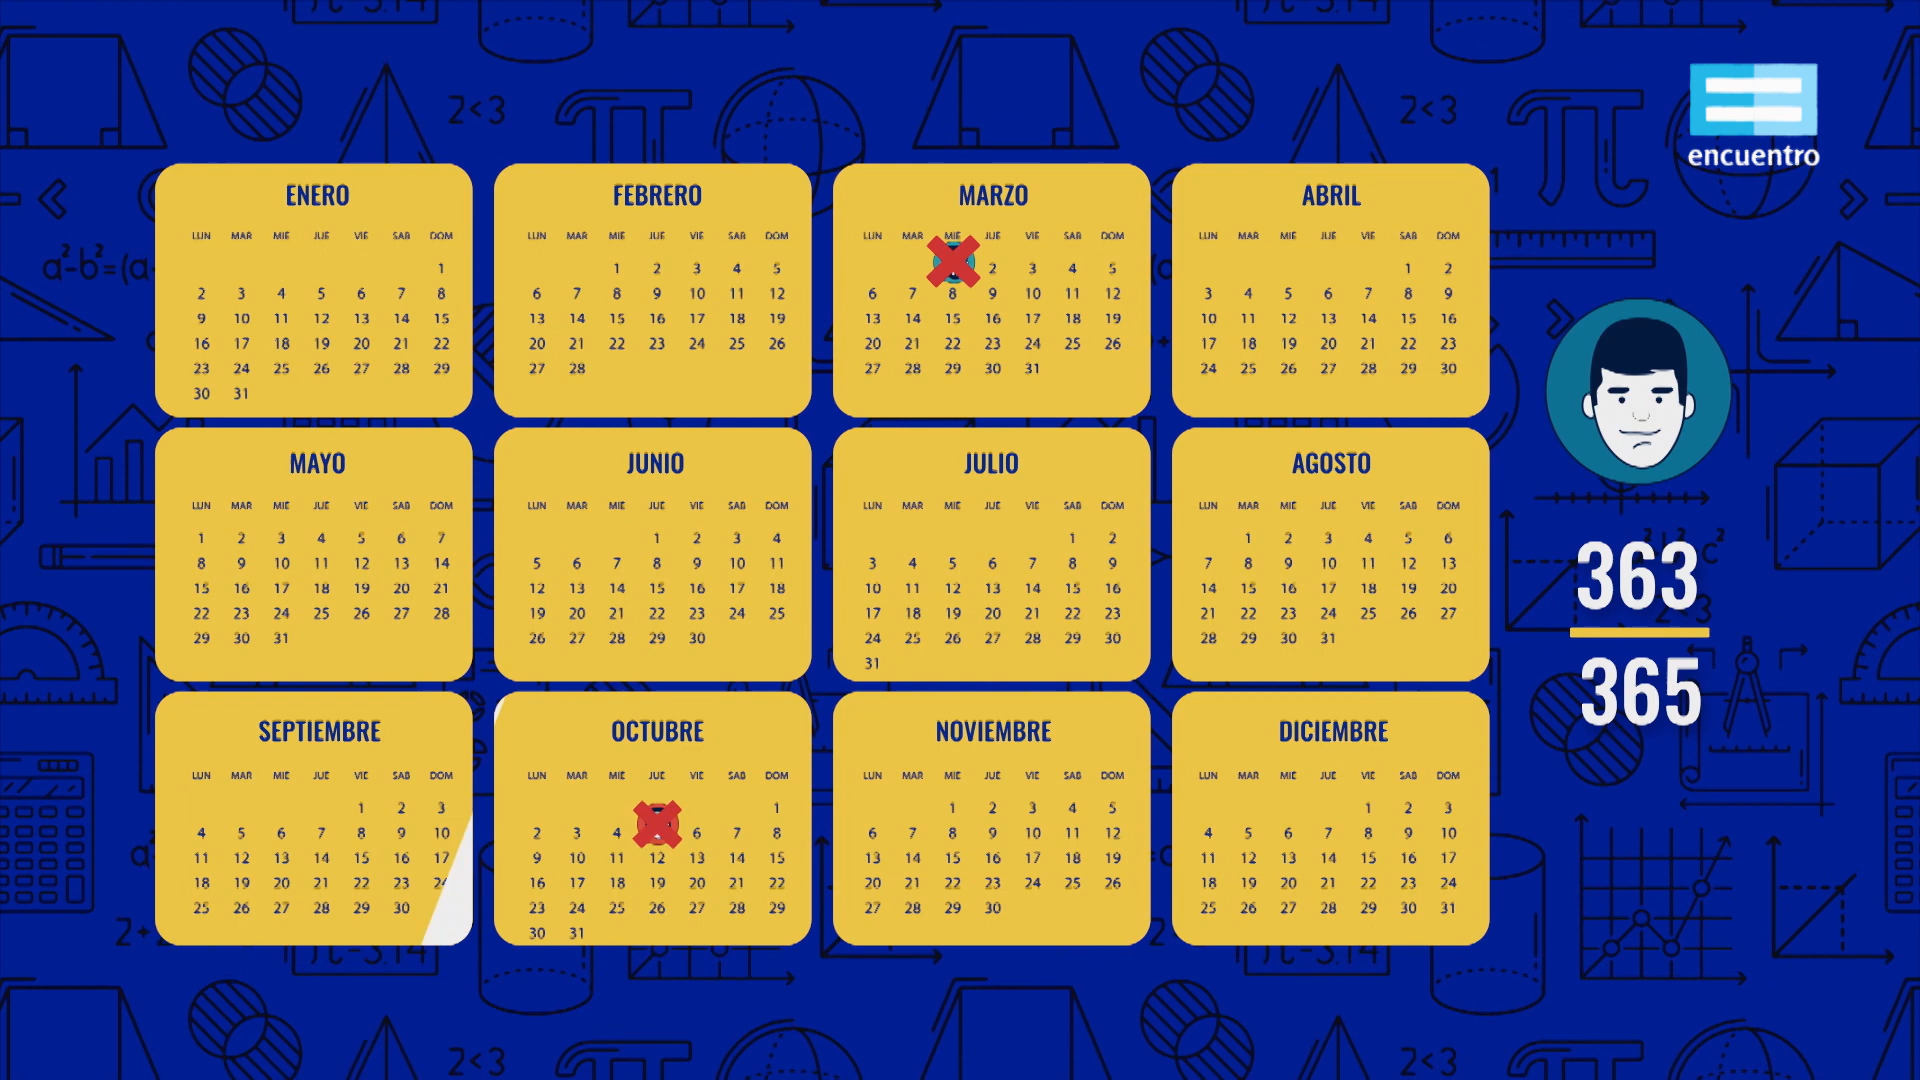 encuentro
ENERO
LUN MAR MIE JUE VIE SAB DOM
1
2 3 4 5 6 7 8
9 10 11 12 13 14 15
16 17 18 19 20 21 22
23 24 25 26 27 28 29
30 31
FEBRERO
LUN MAR MIE JUE VIE SAB DOM
1 2 3 4 5
6 7 8 9 10 11 12
13 14 15 16 17 18 19
20 21 22 23 24 25 26
27 28
MARZO
LUN MAR MIE JUE VIE SAB DOM
2 3 4 5
6 7 8 9 10 11 12
13 14 15 16 17 18 19
20 21 22 23 24 25 26
27 28 29 30 31
ABRIL
LUN MAR MIE JUE VIE SAB DOM
1 2
3 4 5 6 7 8 9
10 11 12 13 14 15 16
17 18 19 20 21 22 23
24 25 26 27 28 29 30
MAYO
LUN MAR MIE JUE VIE SAB DOM
1 2 3 4 5 6 7
8 9 10 11 12 13 14
15 16 17 18 19 20 21
22 23 24 25 26 27 28
29 30 31
JUNIO
LUN MAR MIE JUE VIE SAB DOM
1 2 3 4
5 6 7 8 9 10 11
12 13 14 15 16 17 18
19 20 21 22 23 24 25
26 27 28 29 30
JULIO
LUN MAR MIE JUE VIE SAB DOM
1 2
3 4 5 6 7 8 9
10 11 12 13 14 15 16
17 18 19 20 21 22 23
24 25 26 27 28 29 30
31
AGOSTO
LUN MAR MIE JUE VIE SAB DOM
1 2 3 4 5 6
7 8 9 10 11 12 13
14 15 16 17 18 19 20
21 22 23 24 25 26 27
28 29 30 31
SEPTIEMBRE
LUN MAR MIE JUE VIE SAB DOM
1 2 3
4 5 6 7 8 9 10
11 12 13 14 15 16 17
18 19 20 21 22 23 24
25 26 27 28 29 30
OCTUBRE
LUN MAR MIE JUE VIE SAB DOM
1
2 3 4 6 7 8
9 10 11 12 13 14 15
16 17 18 19 20 21 22
23 24 25 26 27 28 29
30 31
NOVIEMBRE
LUN MAR MIE JUE VIE SAB DOM
1 2 3 4 5
6 7 8 9 10 11 12
13 14 15 16 17 18 19
20 21 22 23 24 25 26
27 28 29 30
DICIEMBRE
LUN MAR MIE JUE VIE SAB DOM
1 2 3
4 5 6 7 8 9 10
11 12 13 14 15 16 17
18 19 20 21 22 23 24
25 26 27 28 29 30 31
363
365
2<3
2<3
2<3
2<3